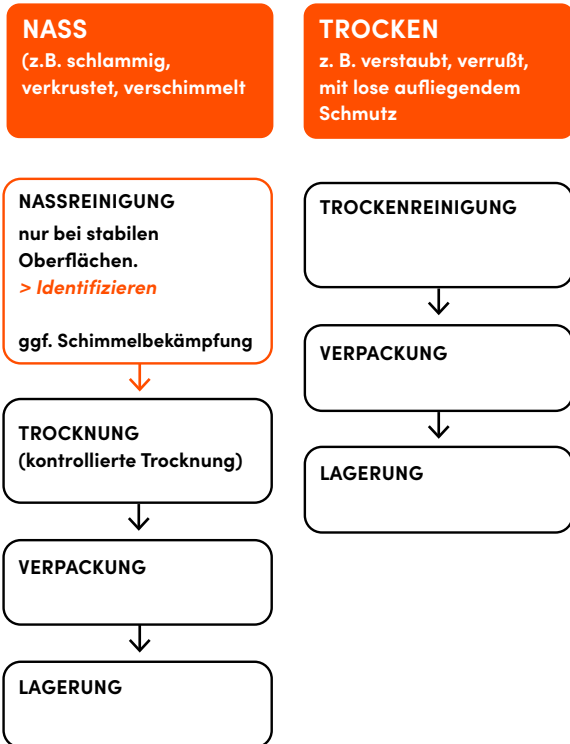 NASS
(z.B. schlammig,
verkrustet, verschimmelt
NASSREINIGUNG
nur bei stabilen
Oberflächen.
> Identifizieren
ggf. Schimmelbekämpfung
TROCKNUNG
(kontrollierte Trocknung)
VERPACKUNG
LAGERUNG
TROCKEN
z. B. verstaubt, verrußt,
mit lose aufliegendem
Schmutz
TROCKENREINIGUNG
VERPACKUNG
LAGERUNG